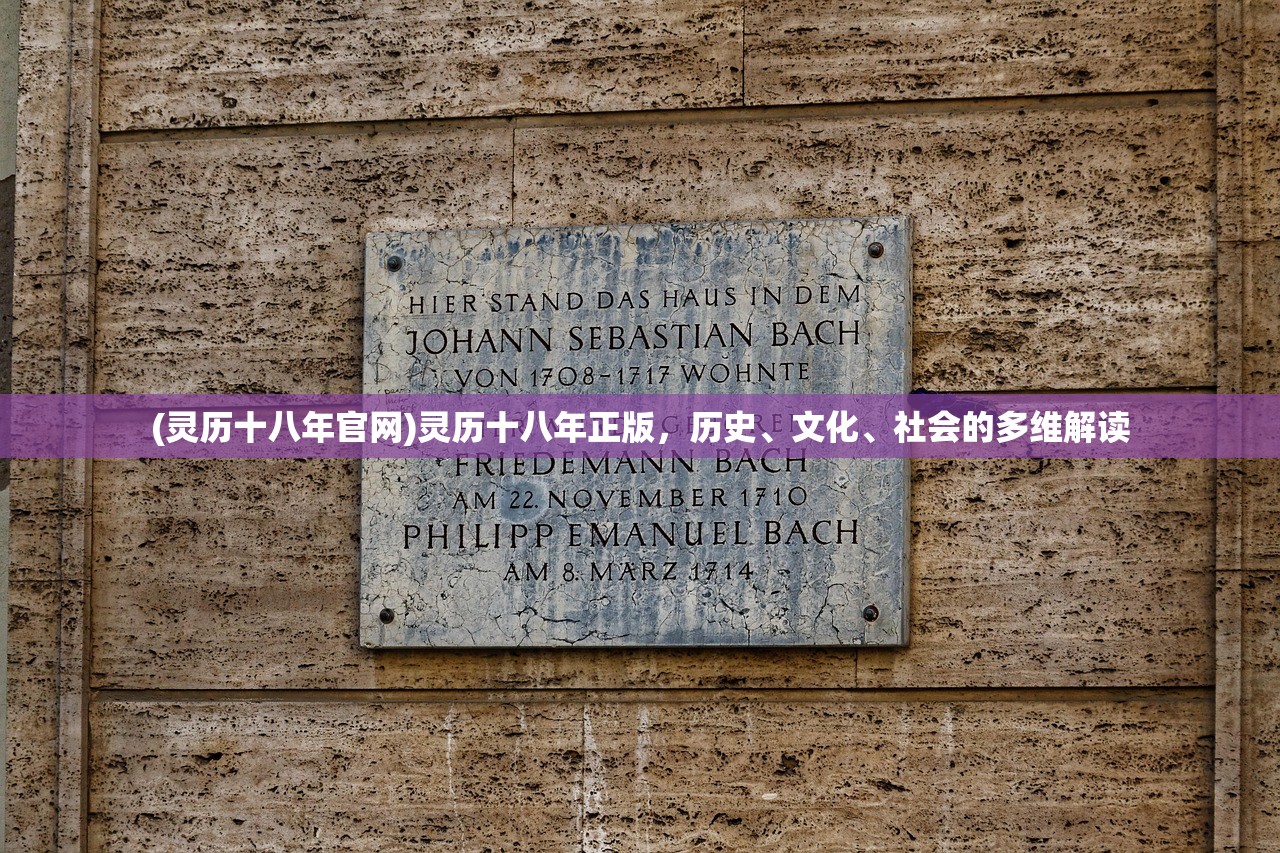 HIER STAND DAS HAUS IN DEM
JOHANN SEBASTIAN BACH
VON 1708–1717 WOHNTE
(灵历十八年官网)灵历十八年正版，历史、文化、社会的多维解读
FRIEDEMANN BACH
AM 22. NOVEMBER 1710
PHILIPP EMANUEL BACH
AM 8. MÄRZ 1714